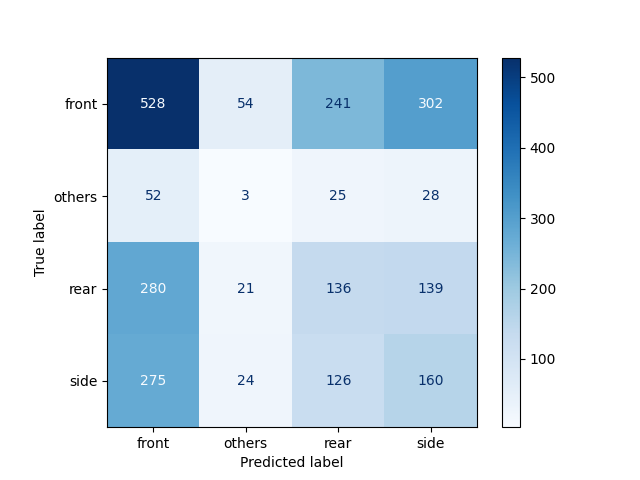 front 528 54 241 302
others 52 3 25 28
rear 280 21 136 139
side 275 24 126 160
front others rear side
Predicted label
True label
500
400
300
200
100